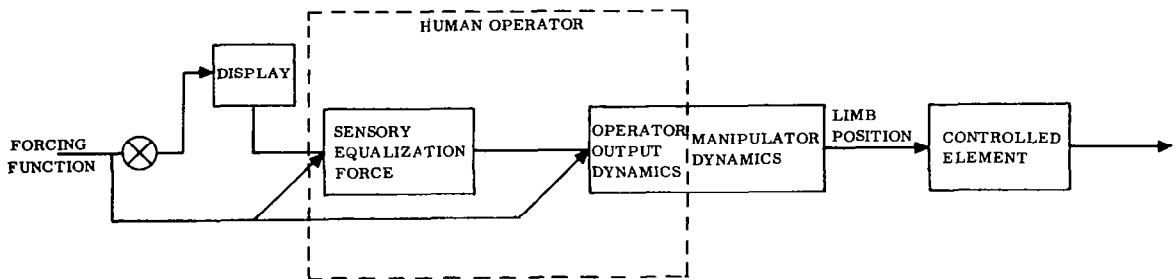 HUMAN OPERATOR
DISPLAY
FORCING
FUNCTION
SENSORY
EQUALIZATION
FORCE
OPERATOR
OUTPUT
DYNAMICS
MANIPULATOR
DYNAMICS
LIMB
POSITION
CONTROLLED
ELEMENT